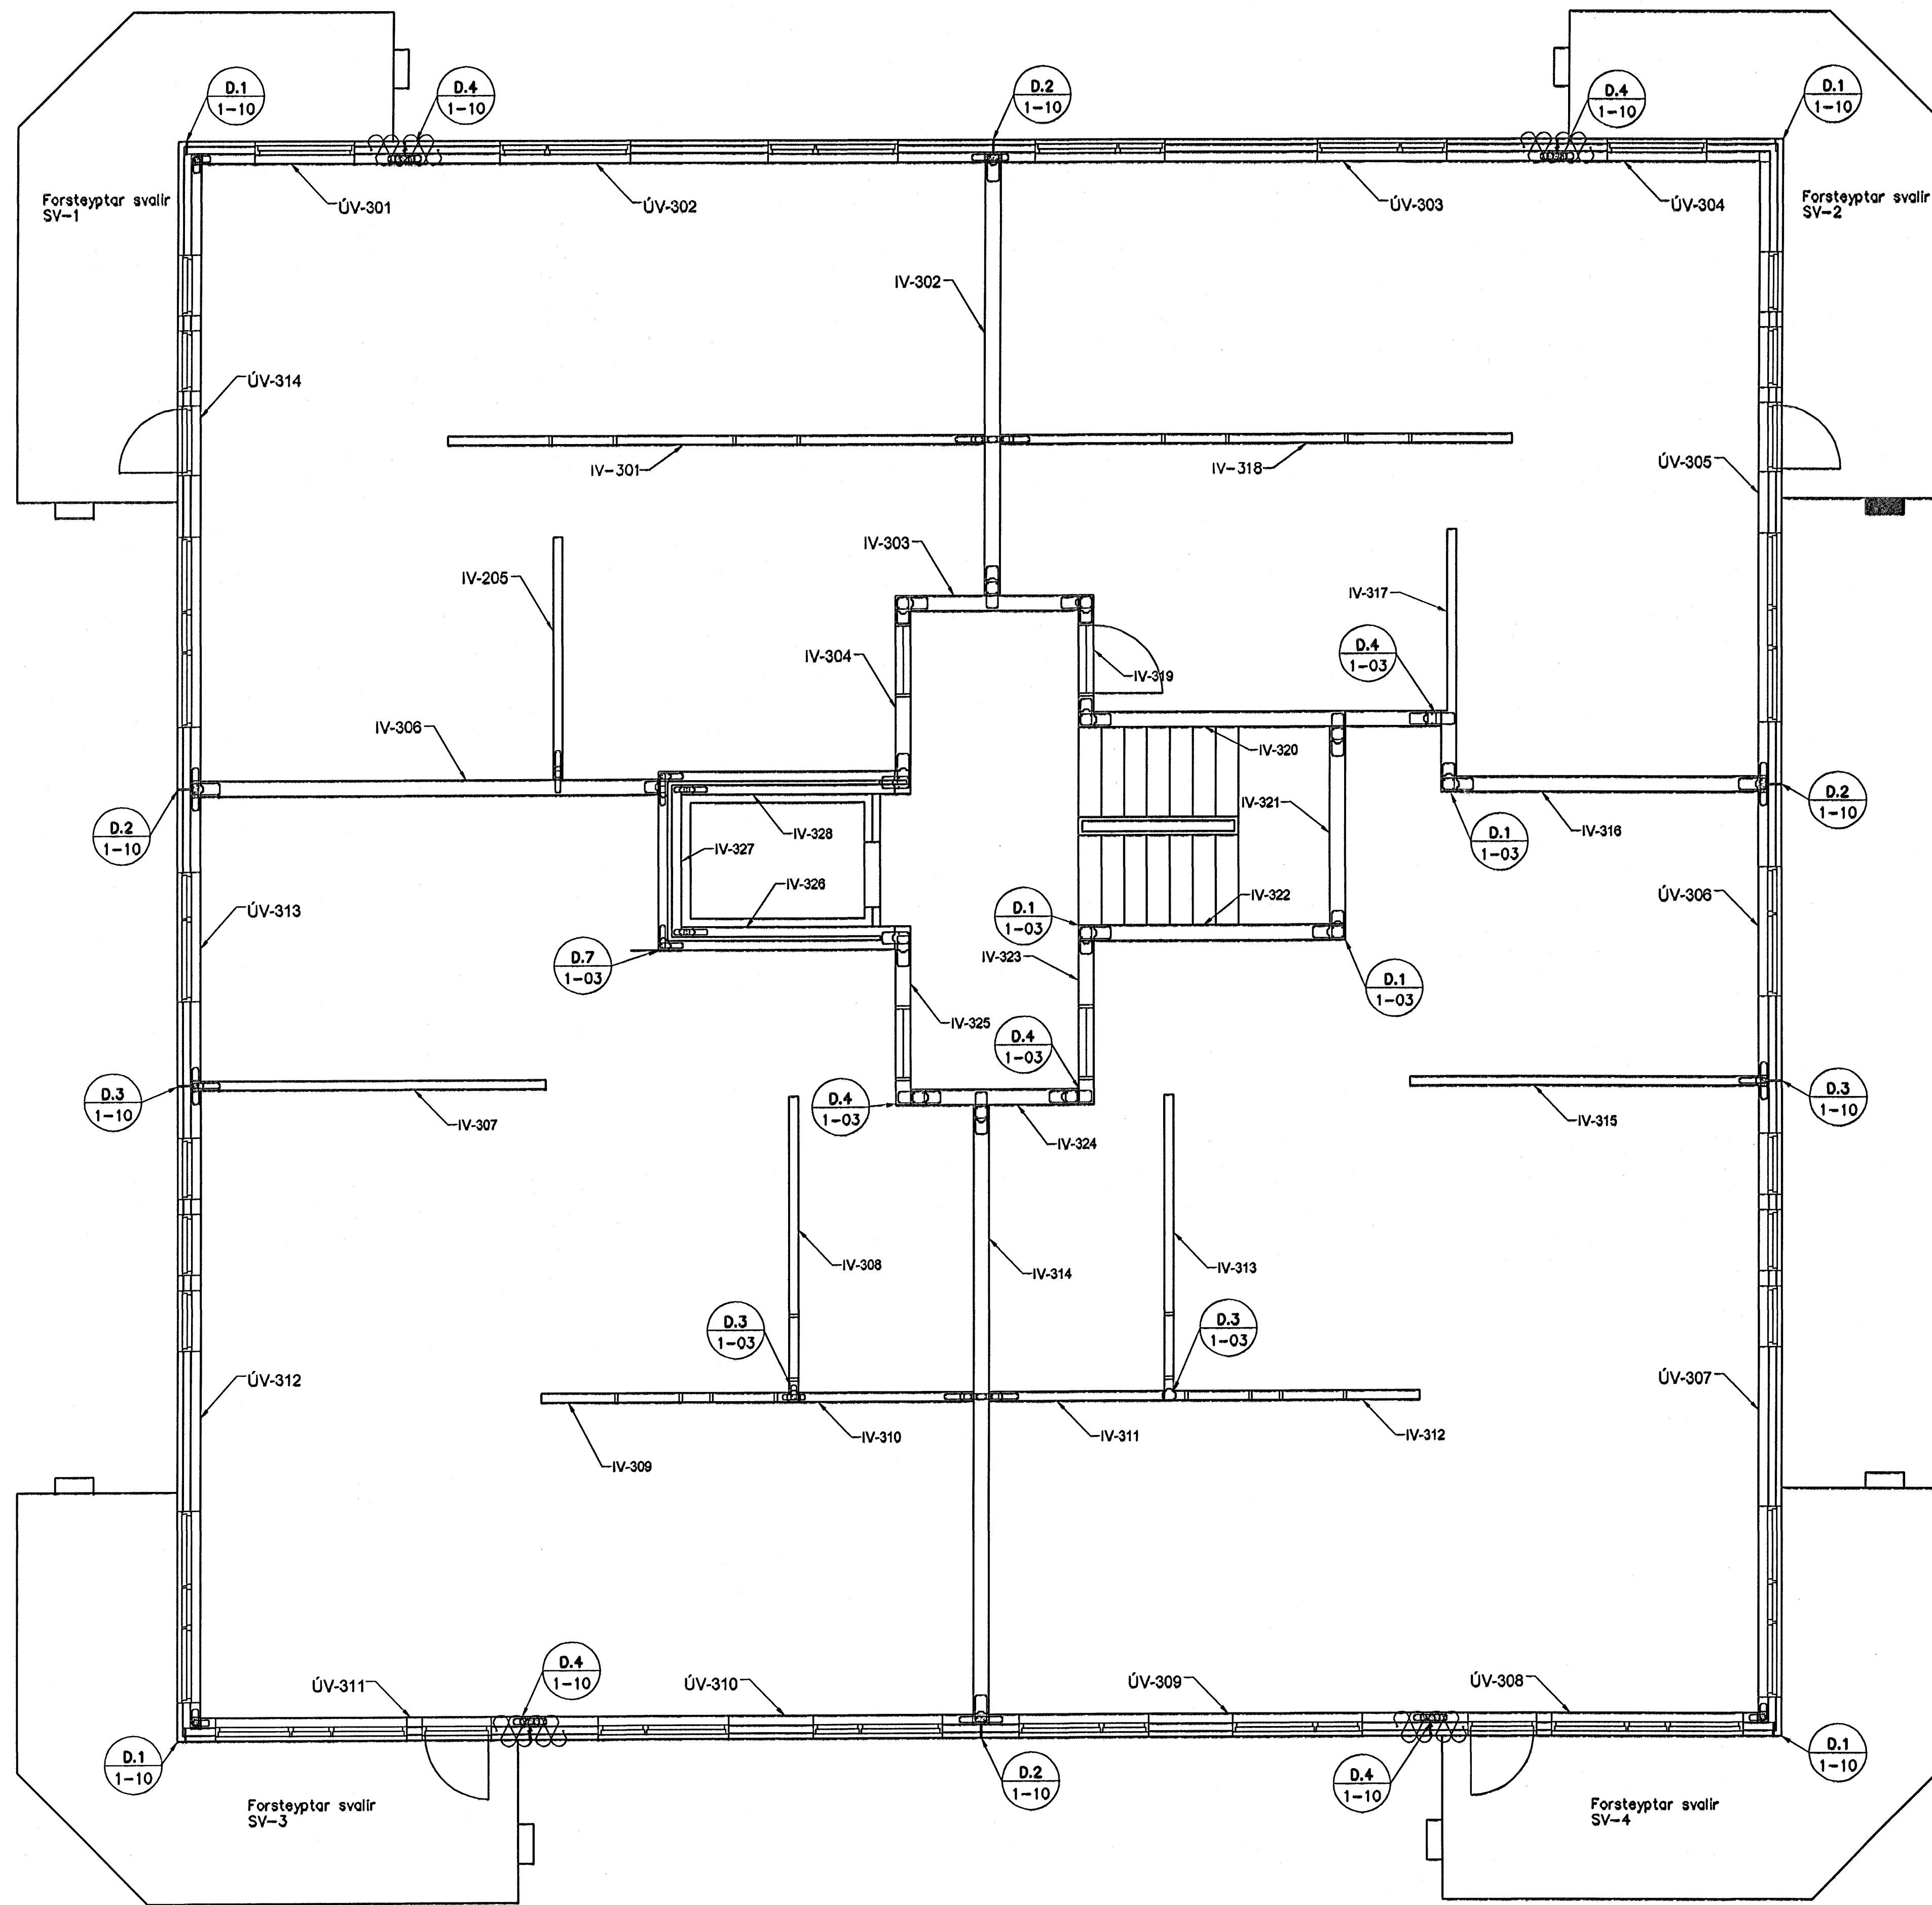 D.1
1-10
D.4
1-10
D.2
1-10
D.4
1-10
D.1
1-10
Forsteyptar svalir
SV-1
ÚV-301
ÚV-302
ÚV-303
ÚV-304
Forsteyptar svalir
SV-2
IV-302
ÚV-314
IV-301
IV-318
ÚV-305
IV-303
IV-205
IV-317
IV-304
IV-319
D.4
1-03
IV-306
IV-320
D.2
1-10
IV-328
IV-321
IV-316
D.2
1-10
D.1
1-03
IV-327
IV-326
IV-322
ÚV-313
D.1
1-03
ÚV-306
D.7
1-03
IV-323
D.1
1-03
IV-325
D.4
1-03
D.3
1-10
IV-307
D.4
1-03
IV-324
IV-315
D.3
1-10
IV-308
IV-314
IV-313
D.3
1-03
D.3
1-03
ÚV-312
ÚV-307
IV-309
IV-310
IV-311
IV-312
ÚV-311
D.4
1-10
ÚV-310
ÚV-309
ÚV-308
D.1
1-10
D.2
1-10
D.4
1-10
D.1
1-10
Forsteyptar svalir
SV-3
Forsteyptar svalir
SV-4